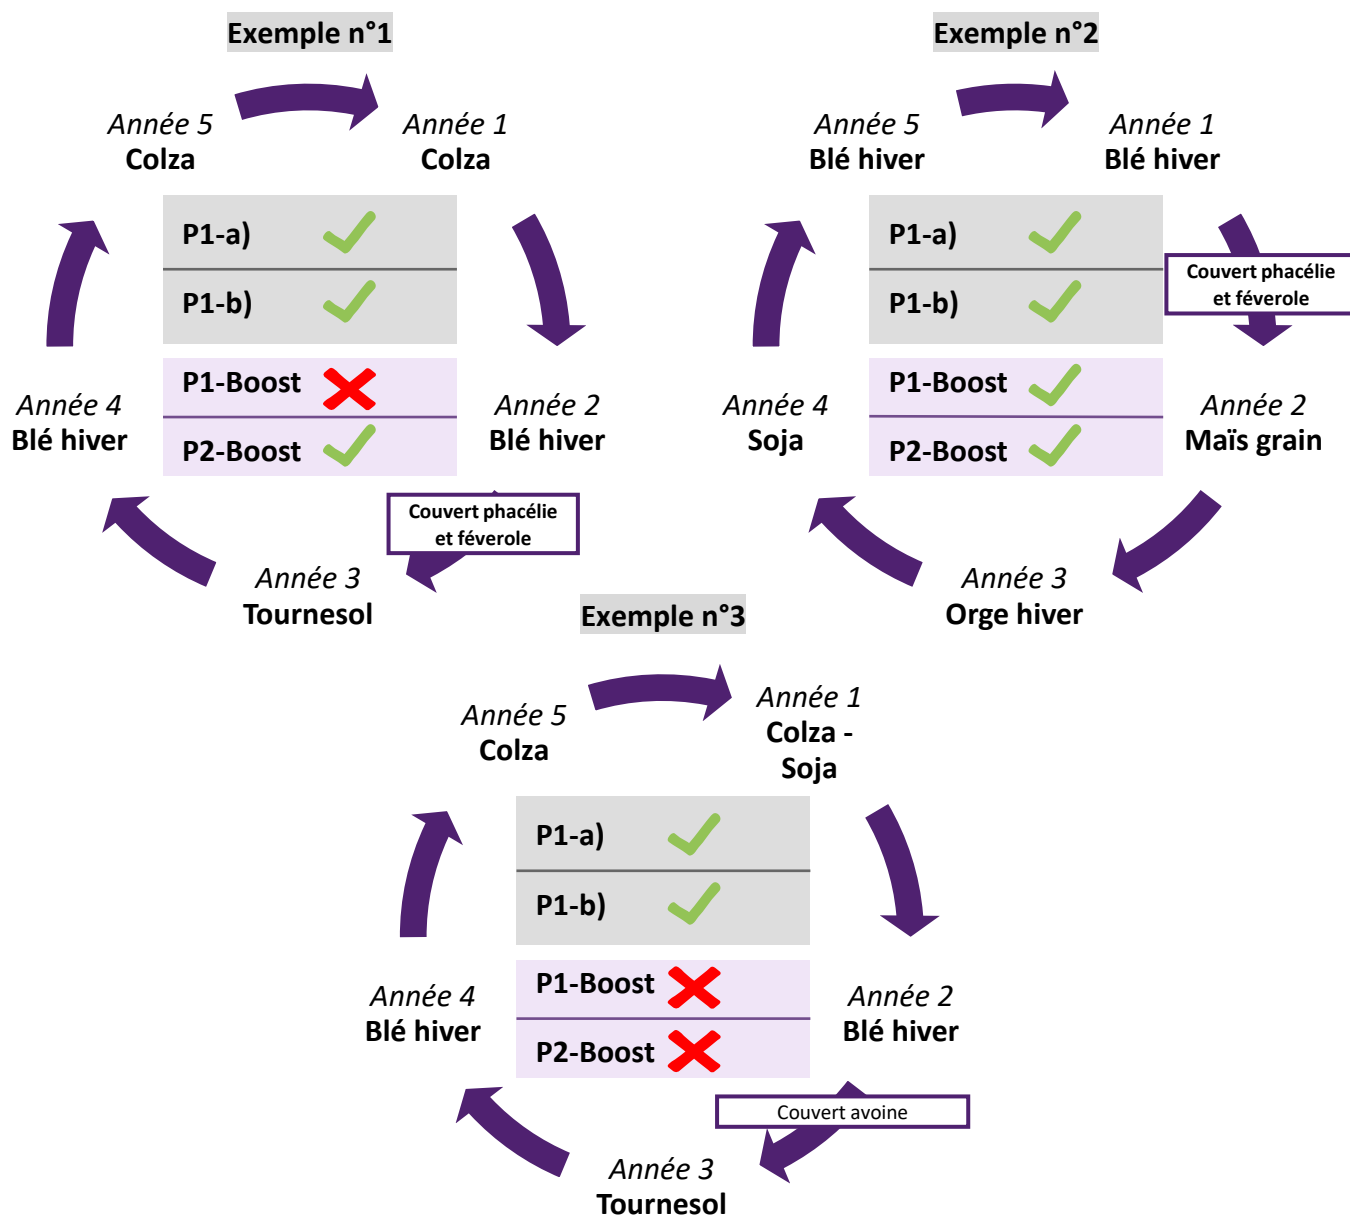 Exemple n°1
Année 5
Colza
Année 1
Colza
P1-a)
P1-b)
P1-Boost
P2-Boost
Année 4
Blé hiver
Année 2
Blé hiver
Couvert phacélie
et féverole
Année 3
Tournesol
Exemple n°2
Année 5
Blé hiver
Année 1
Blé hiver
P1-a)
P1-b)
Couvert phacélie
et féverole
P1-Boost
P2-Boost
Année 4
Soja
Année 2
Maïs grain
Année 3
Orge hiver
Exemple n°3
Année 5
Colza
Année 1
Colza -
Soja
P1-a)
P1-b)
P1-Boost
P2-Boost
Année 4
Blé hiver
Année 2
Blé hiver
Couvert avoine
Année 3
Tournesol